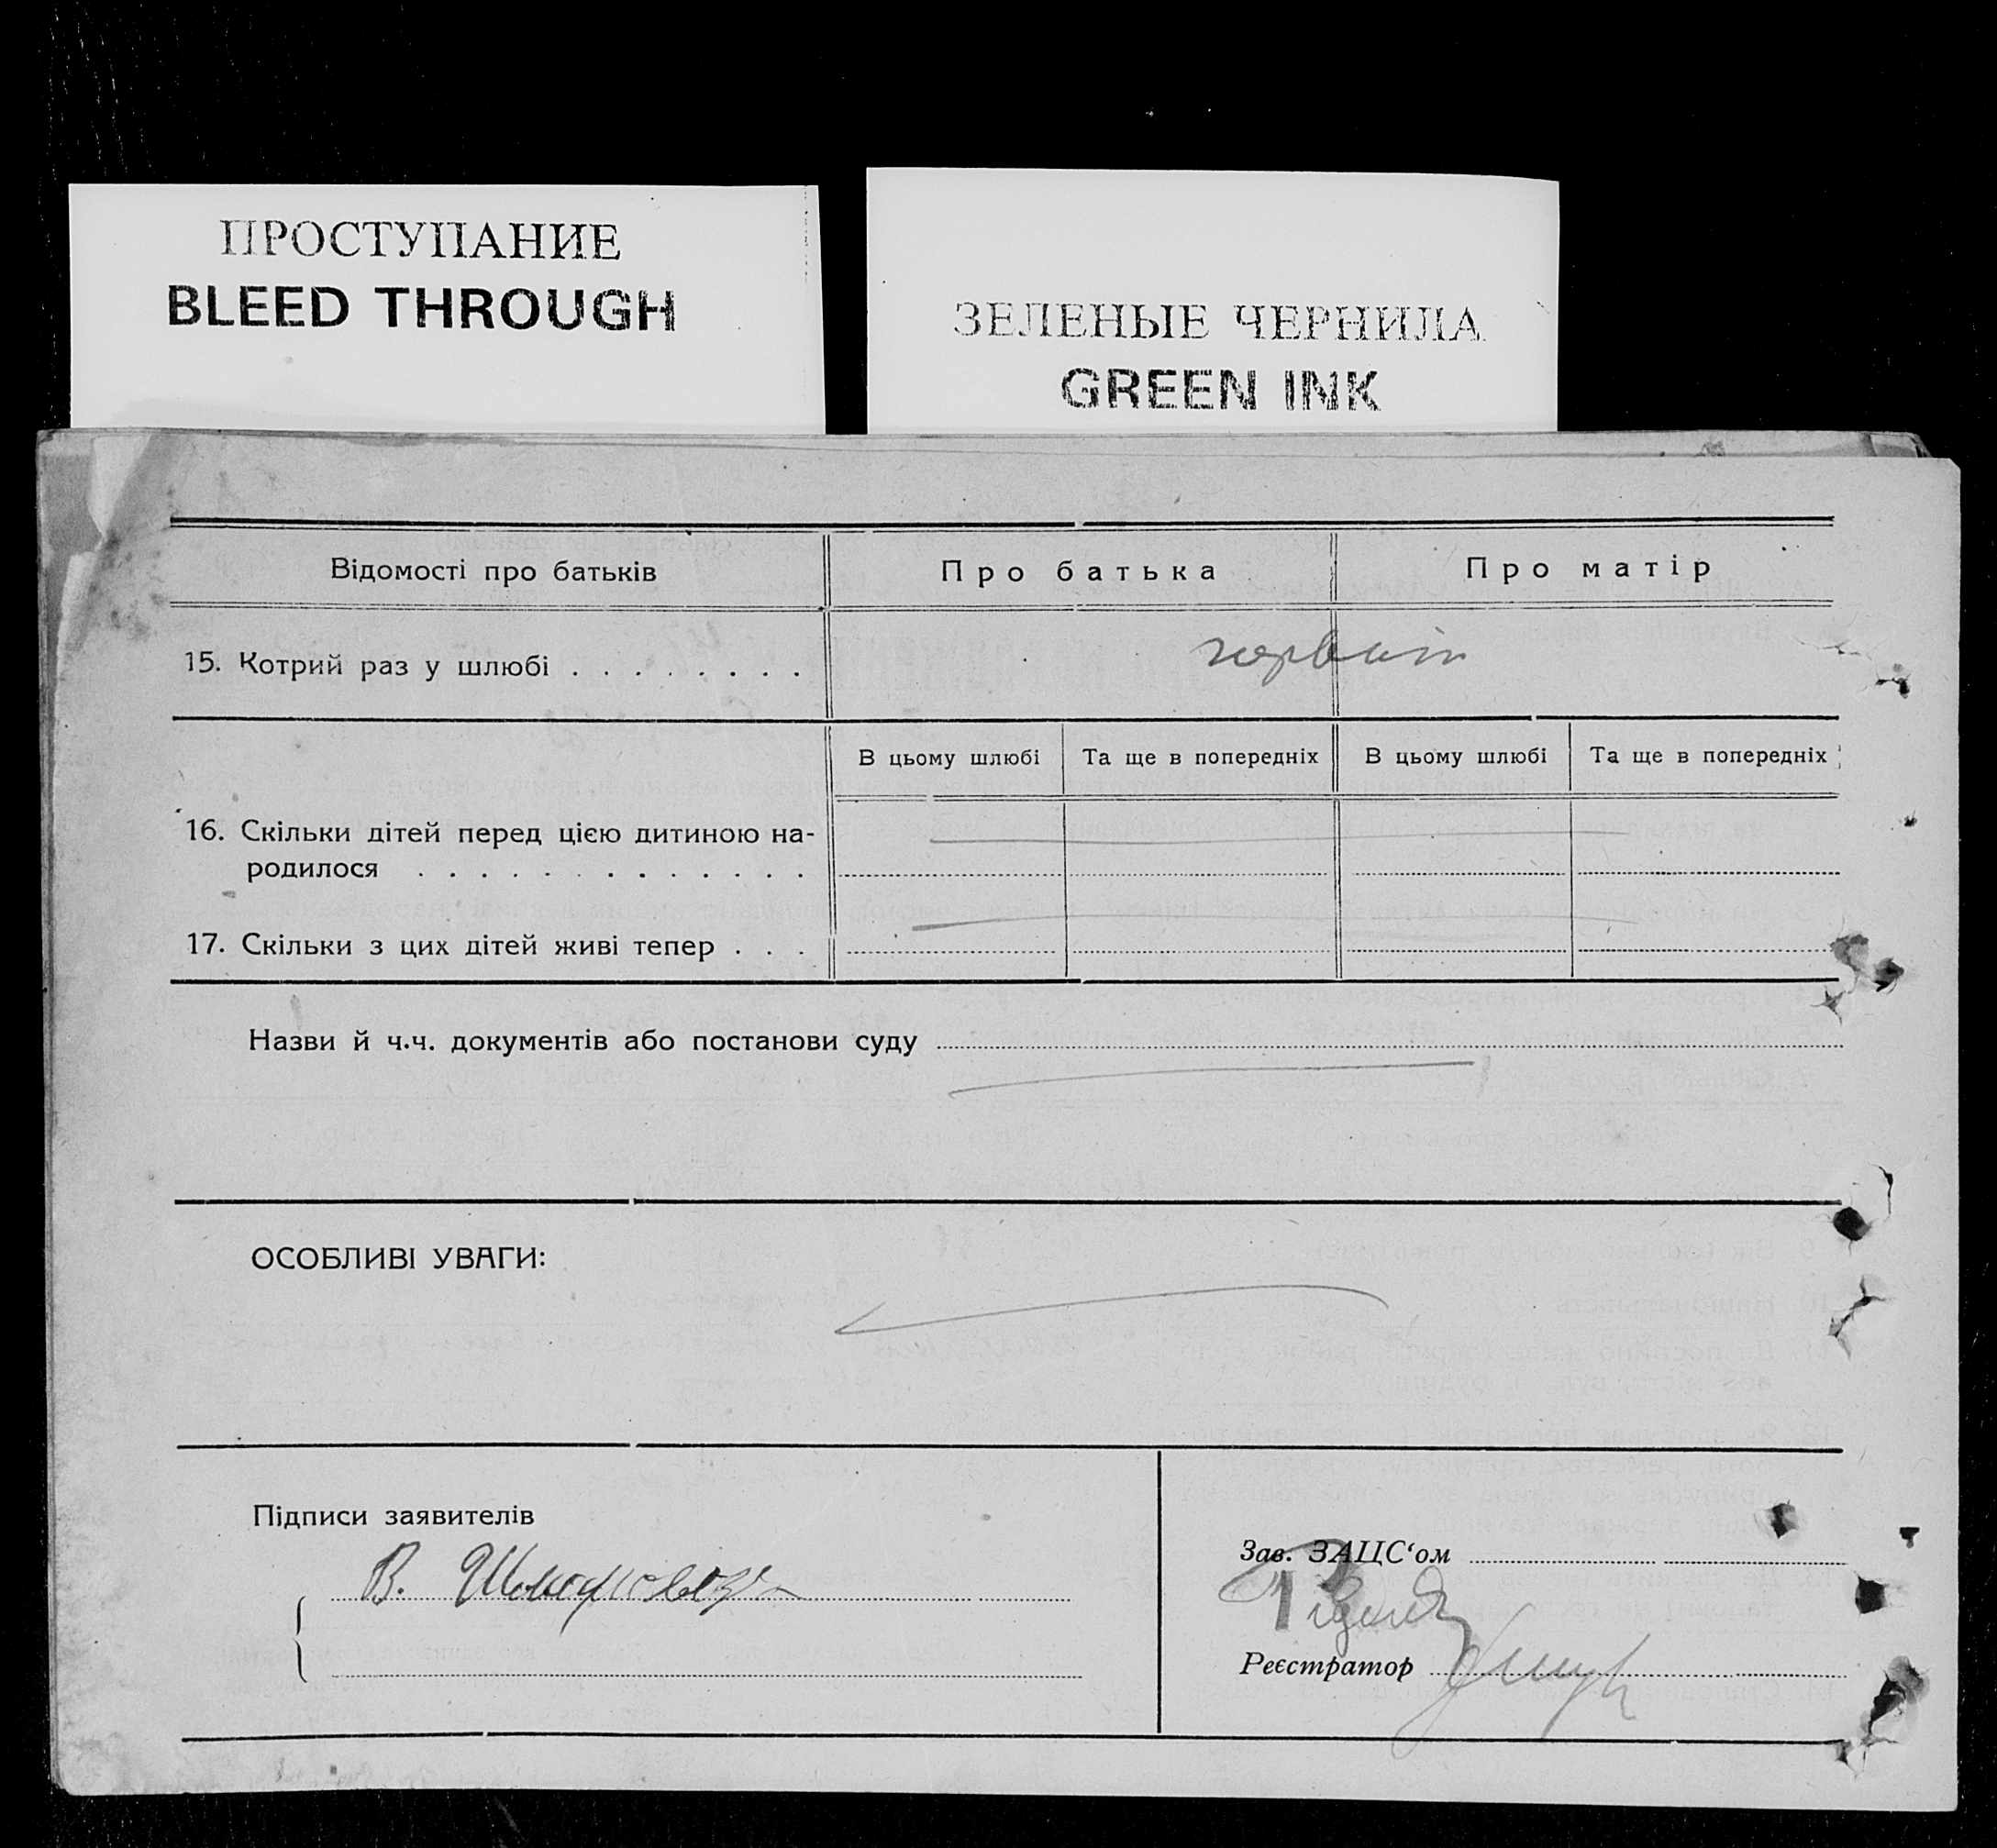 ПРОСТУПАНИЕ
BLEED THROUGH
ЗЕЛЕНЫЕ ЧЕРНИЛА
GREEN INK
Відомості про батьків
Про батька
Про матір
15. Котрий раз у шлюбі . . . . . . . .
В цьому шлюбі
Та ще в попередніх
В цьому шлюбі
Та ще в попередніх
16. Скільки дітей перед цією дитиною на-
родилося . . . . . . . . . . . . .
17. Скільки з цих дітей живі тепер . . .
Назви й ч.ч. документів або постанови суду
ОСОБЛИВІ УВАГИ:
Підписи заявителів
В.
Зав. ЗАЦС‘ом
Реєстратор